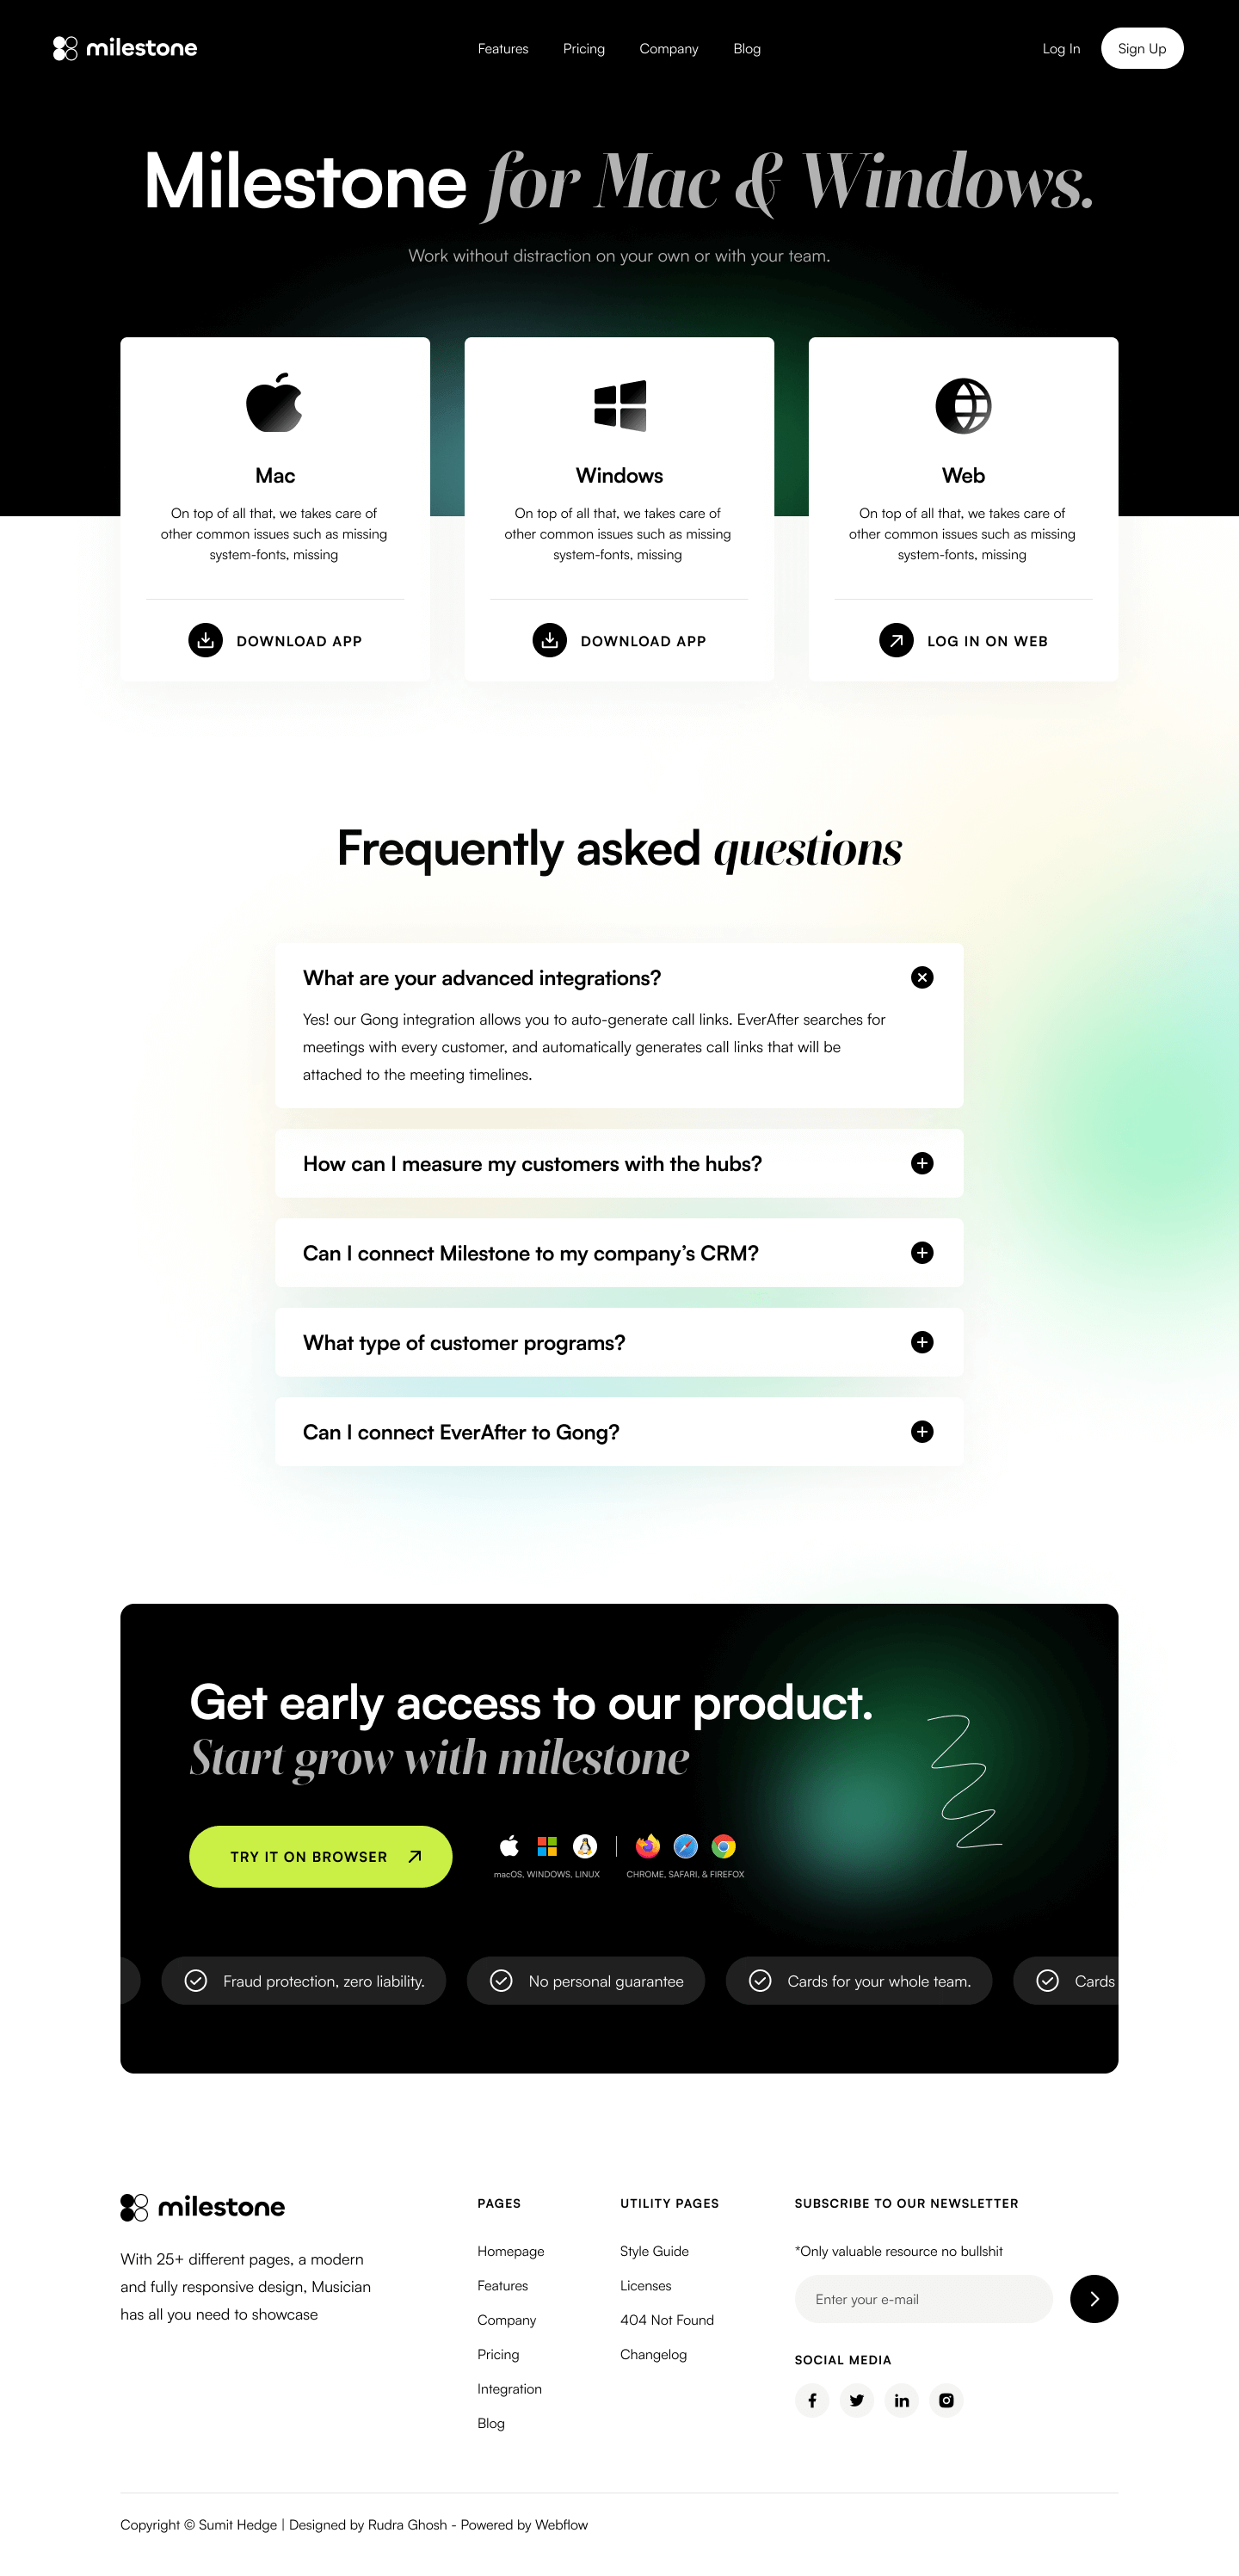 milestone
Features Pricing Company Blog
Log In Sign Up
Milestone for Mac & Windows.
Work without distraction on your own or with your team.
Mac
On top of all that, we takes care of
other common issues such as missing
system-fonts, missing
DOWNLOAD APP
Windows
On top of all that, we takes care of
other common issues such as missing
system-fonts, missing
DOWNLOAD APP
Web
On top of all that, we takes care of
other common issues such as missing
system-fonts, missing
LOG IN ON WEB
Frequently asked questions
What are your advanced integrations?
Yes! our Gong integration allows you to auto-generate call links. EverAfter searches for
meetings with every customer, and automatically generates call links that will be
attached to the meeting timelines.
How can I measure my customers with the hubs?
Can I connect Milestone to my company’s CRM?
What type of customer programs?
Can I connect EverAfter to Gong?
Get early access to our product.
Start grow with milestone
TRY IT ON BROWSER
macOS, WINDOWS, LINUX
CHROME, SAFARI, & FIREFOX
Fraud protection, zero liability.
No personal guarantee
Cards for your whole team.
Cards
milestone
With 25+ different pages, a modern
and fully responsive design, Musician
has all you need to showcase
PAGES
Homepage
Features
Company
Pricing
Integration
Blog
UTILITY PAGES
Style Guide
Licenses
404 Not Found
Changelog
SUBSCRIBE TO OUR NEWSLETTER
*Only valuable resource no bullshit
Enter your e-mail
SOCIAL MEDIA
Copyright © Sumit Hedge | Designed by Rudra Ghosh - Powered by Webflow